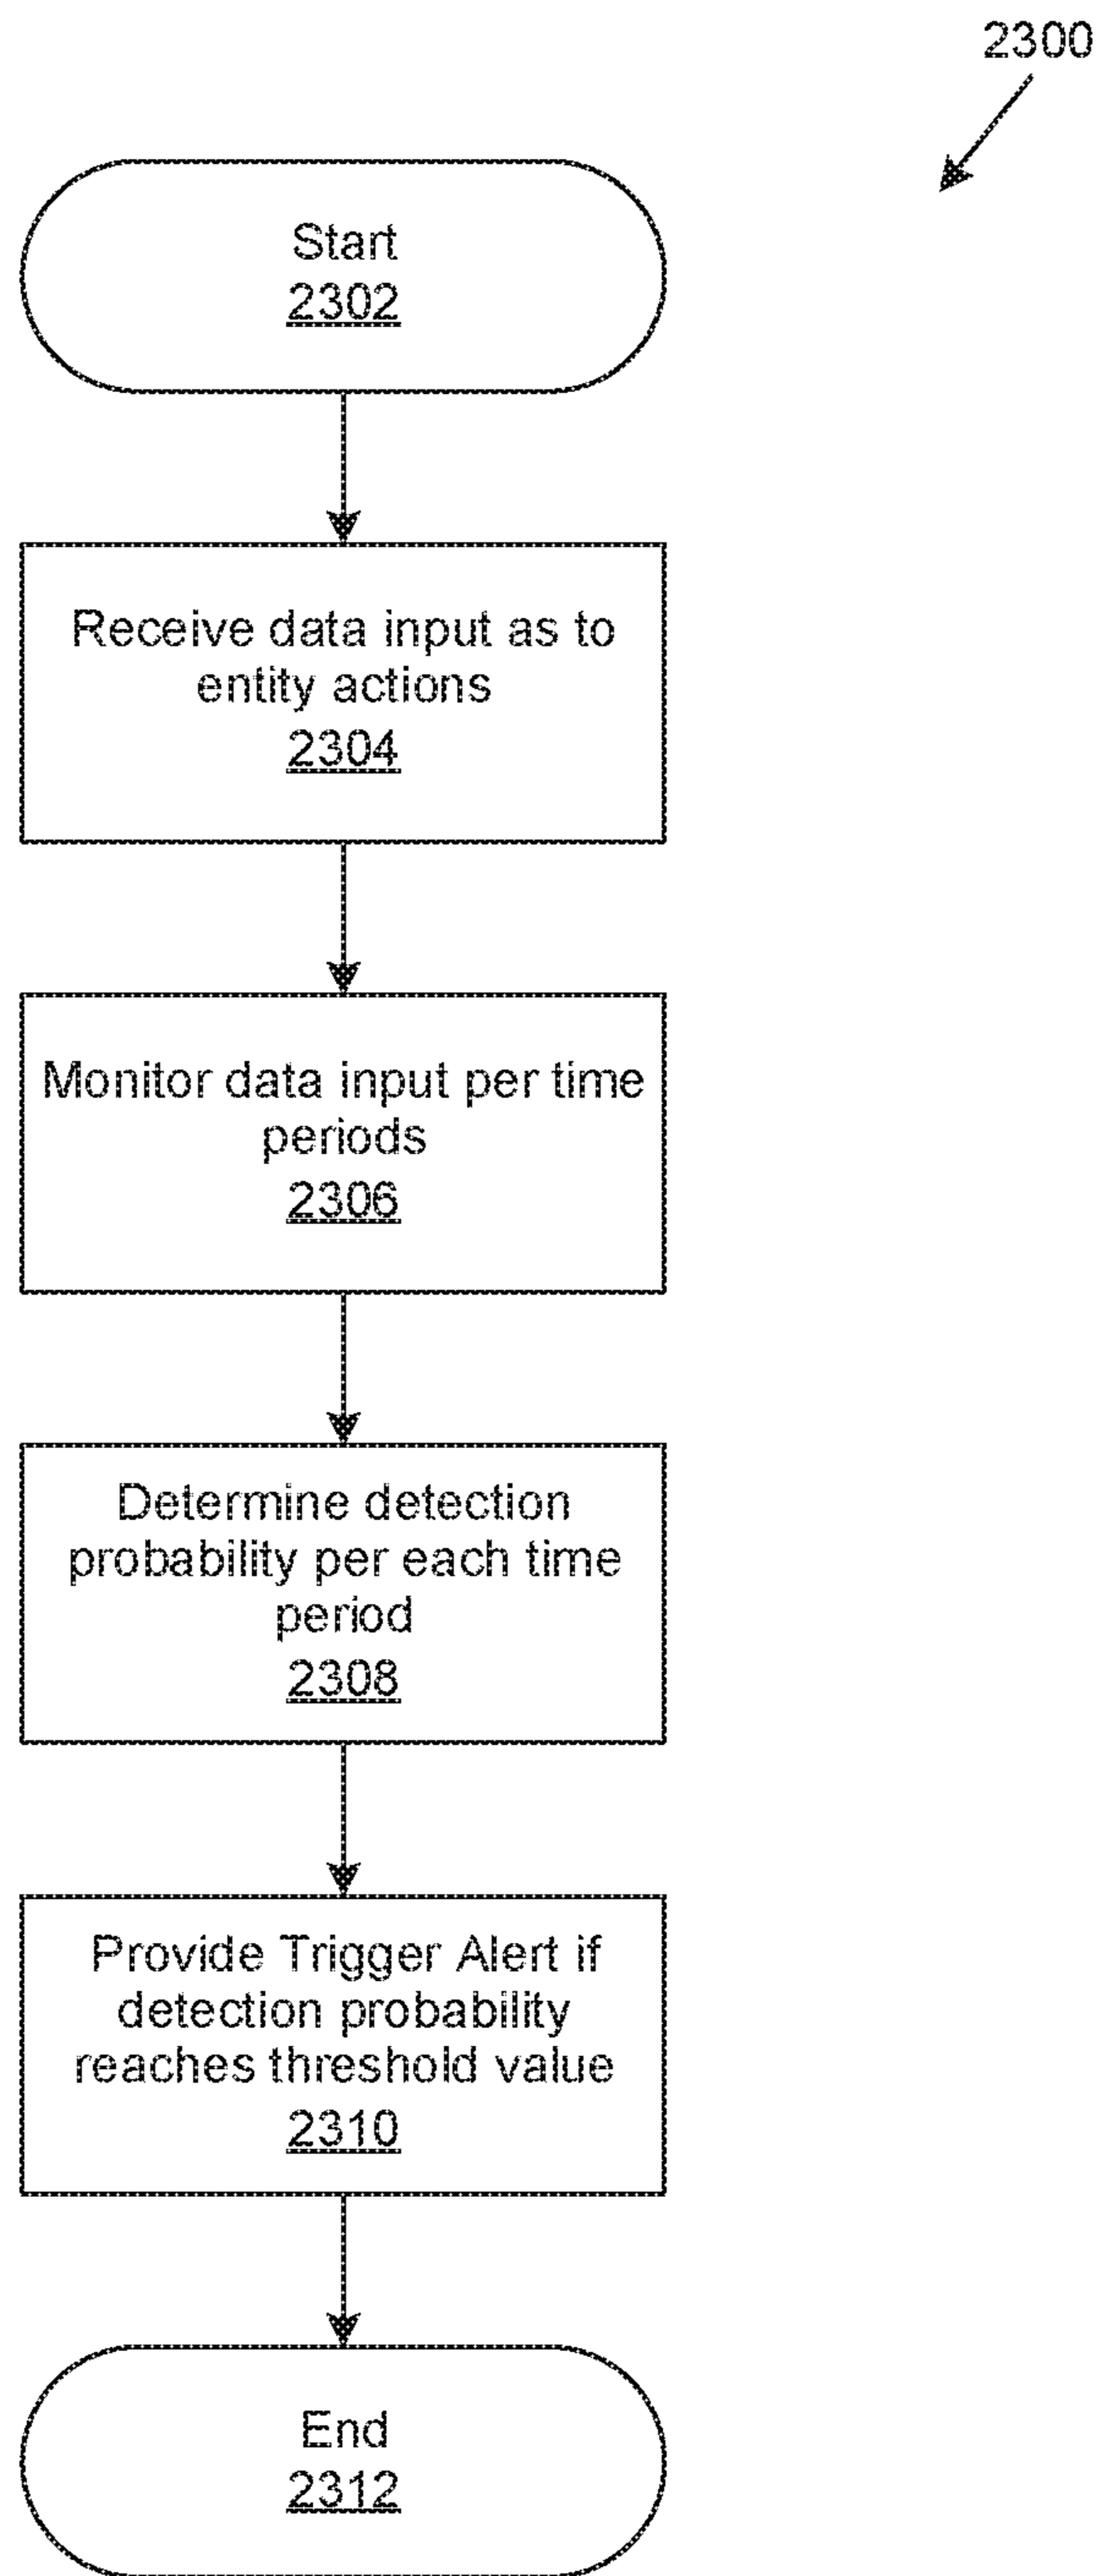 2300
Start
2302
Receive data input as to
entity actions
2304
Monitor data input per time
periods
2306
Determine detection
probability per each time
period
2308
Provide Trigger Alert if
detection probability
reaches threshold value
2310
End
2312